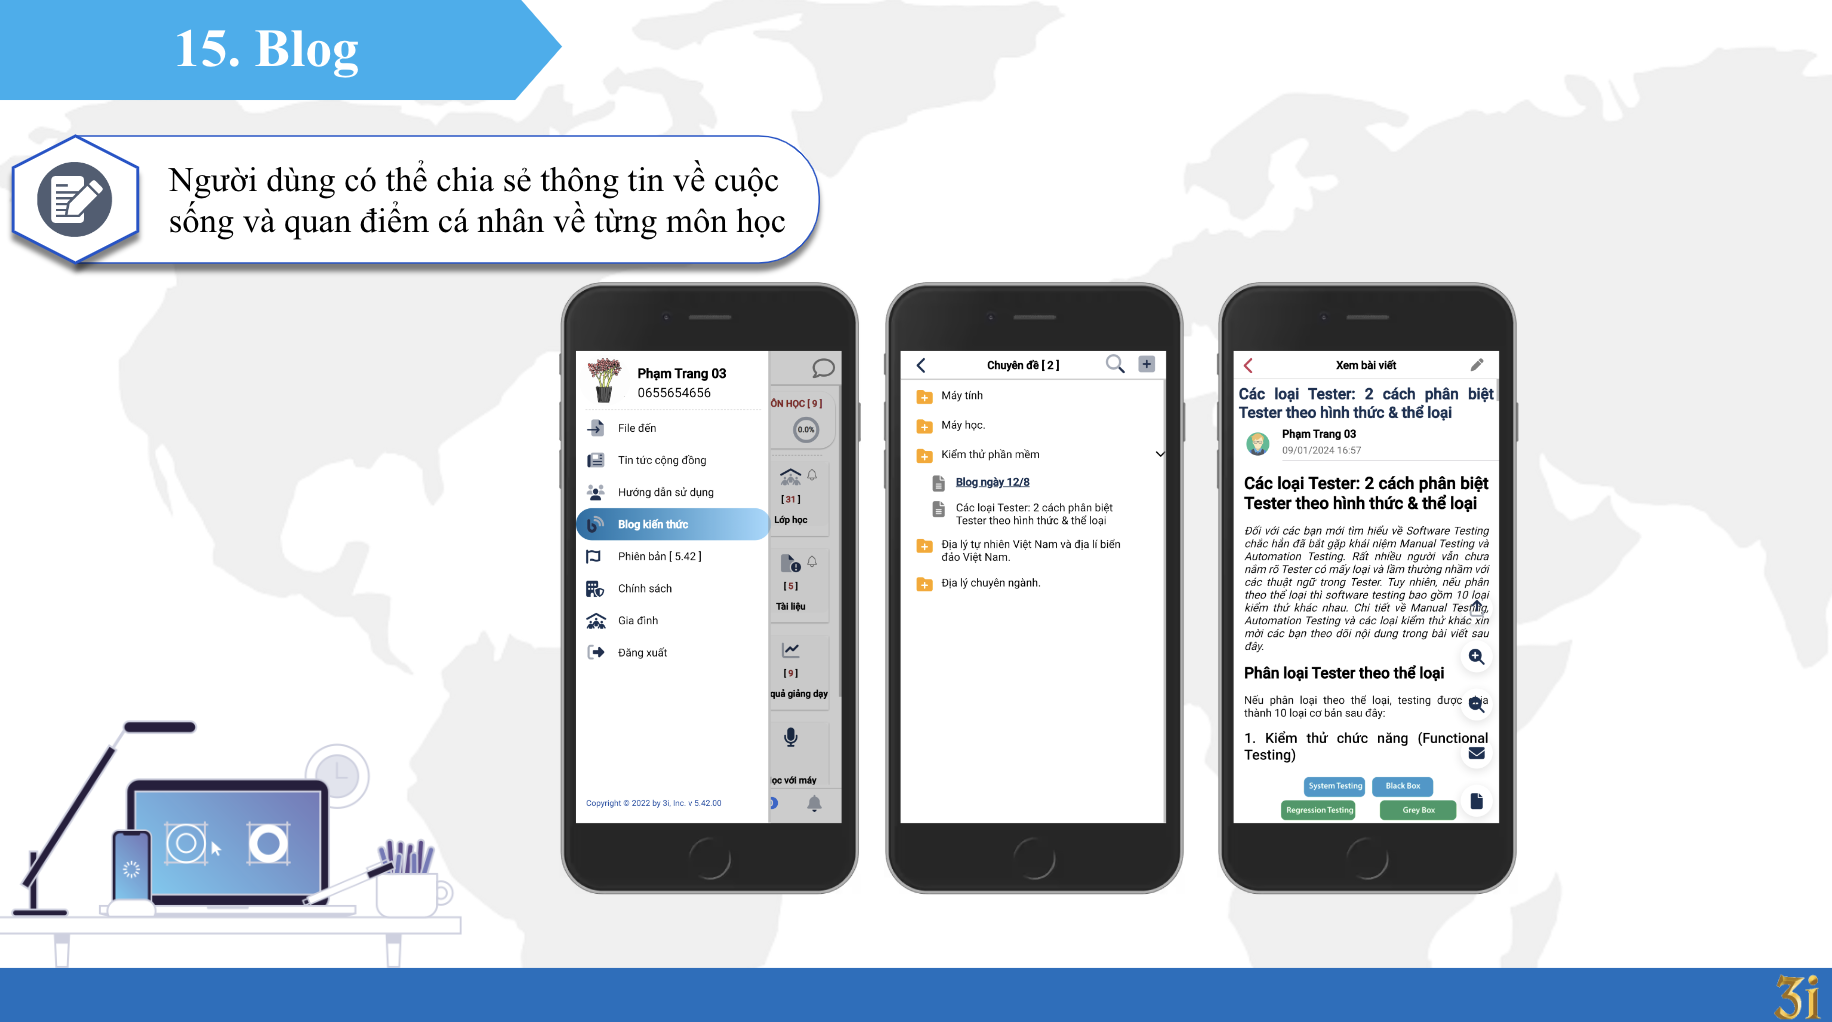 15. Blog
Người dùng có thể chia sẻ thông tin về cuộc
sống và quan điểm cá nhân về từng môn học
Phạm Trang 03
0655654656
File đến
Tin tức cộng đồng
Hướng dẫn sử dụng
Blog kiến thức
Phiên bản [ 5.42 ]
Chính sách
Gia đình
Đăng xuất
Copyright © 2022 by 3i, Inc. v 5.42.00
ÔN HỌC [ 9 ]
0.0%
[ 31 ]
Lớp học
[ 5 ]
Tài liệu
[ 9 ]
quả giảng dạy
ọc với máy
Chuyên đề [ 2 ]
Máy tính
Máy học.
Kiểm thử phần mềm
Blog ngày 12/8
Các loại Tester: 2 cách phân biệt
Tester theo hình thức & thể loại
Địa lý tự nhiên Việt Nam và địa lí biển
đảo Việt Nam.
Địa lý chuyên ngành.
Xem bài viết
Các loại Tester: 2 cách phân biệt
Tester theo hình thức & thể loại
Phạm Trang 03
09/01/2024 16:57
Các loại Tester: 2 cách phân biệt
Tester theo hình thức & thể loại
Đối với các bạn mới tìm hiểu về Software Testing
chắc hẳn đã bắt gặp khái niệm Manual Testing và
Automation Testing. Rất nhiều người vẫn chưa
nắm rõ Tester có mấy loại và lầm thường nhầm với
các thuật ngữ trong Tester. Tuy nhiên, nếu phân
theo thể loại thì software testing bao gồm 10 loại
kiểm thử khác nhau. Chi tiết về Manual Testing,
Automation Testing và các loại kiểm thử khác xin
mời các bạn theo dõi nội dung trong bài viết sau
đây.
Phân loại Tester theo thể loại
Nếu phân loại theo thể loại, testing được
thành 10 loại cơ bản sau đây:
1. Kiểm thử chức năng (Functional
Testing)
System Testing
Black Box
Regression Testing
Grey Box
3i